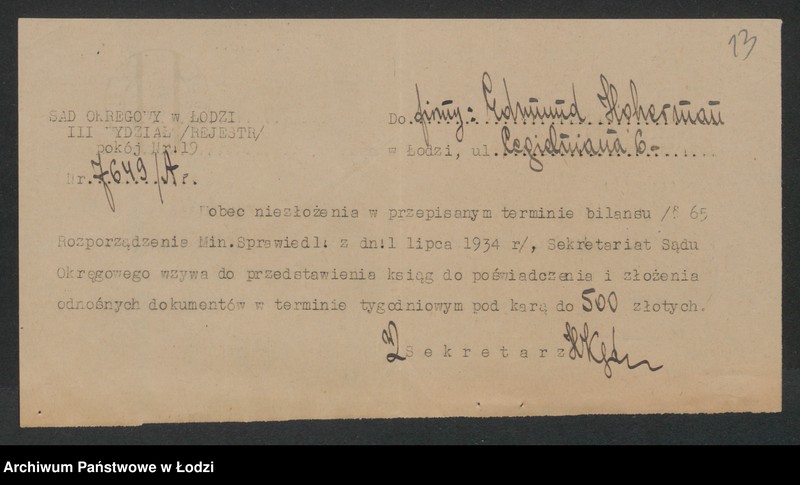 13
SĄD OKRĘGOWY w ŁODZI
III WYDZIAŁ /REJESTR/
pokój Nr.19
Nr. 7649/A.
Do firmy: Edmund Hoherman
w Łodzi, ul. Cegielniana 6.-
Wobec niezłożenia w przepisanym terminie bilansu /§ 65
Rozporządzenia Min.Sprawiedl. z dn.1 lipca 1934 r/, Sekretariat Sądu
Okręgowego wzywa do przedstawienia ksiąg do poświadczenia i złożenia
odnośnych dokumentów w terminie tygodniowym pod karą do 500 złotych.
Sekretarz
Archiwum Państwowe w Łodzi